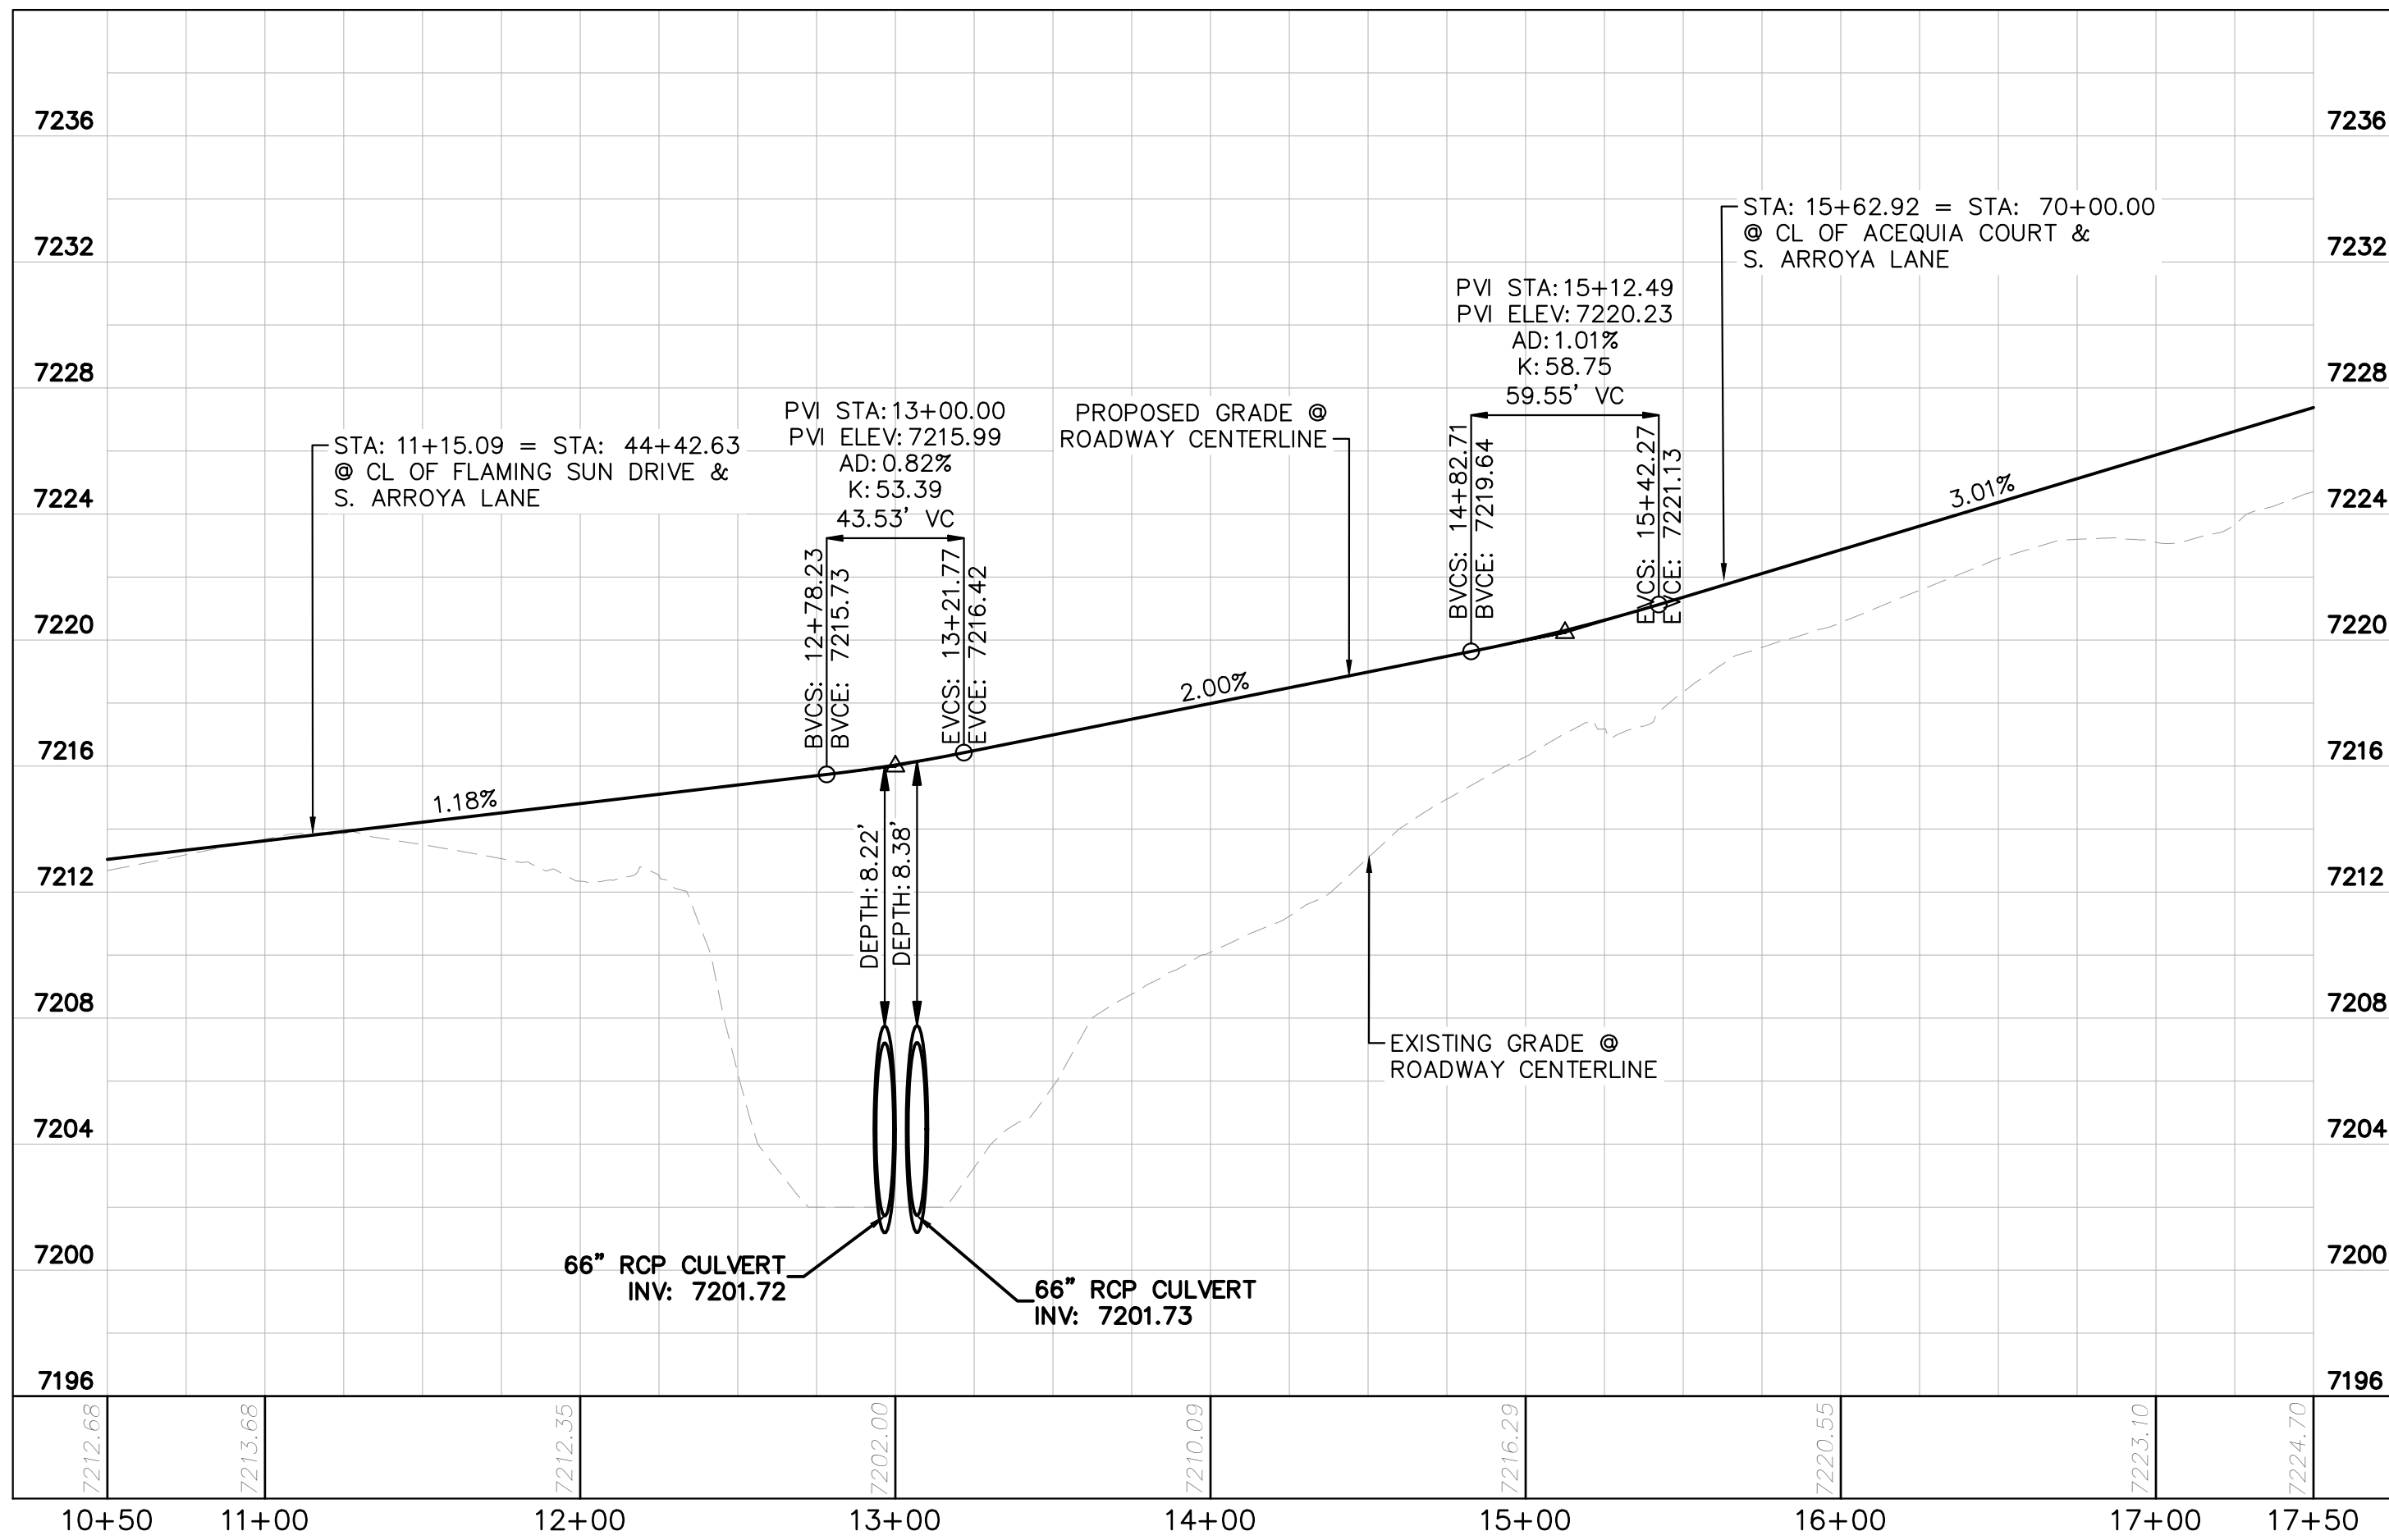 7236
7232
7228
7224
7220
7216
7212
7208
7204
7200
7196
7236
7232
7228
7224
7220
7216
7212
7208
7204
7200
7196
STA: 11+15.09 = STA: 44+42.63
@ CL OF FLAMING SUN DRIVE &
S. ARROYA LANE
1.18%
PVI STA:13+00.00
PVI ELEV:7215.99
AD:0.82%
K:53.39
43.53' VC
BVCS: 12+78.23
BVCE: 7215.73
EVCS: 13+21.77
EVCE: 7216.42
DEPTH:8.22'
DEPTH:8.38'
66" RCP CULVERT
INV: 7201.72
66" RCP CULVERT
INV: 7201.73
PROPOSED GRADE @
ROADWAY CENTERLINE
2.00%
PVI STA:15+12.49
PVI ELEV:7220.23
AD:1.01%
K:58.75
59.55' VC
BVCS: 14+82.71
BVCE: 7219.64
EVCS: 15+42.27
EVCE: 7221.13
STA: 15+62.92 = STA: 70+00.00
@ CL OF ACEQUIA COURT &
S. ARROYA LANE
3.01%
EXISTING GRADE @
ROADWAY CENTERLINE
7212.68
7213.68
7212.35
7202.00
7210.09
7216.29
7220.55
7223.10
7224.70
10+50
11+00
12+00
13+00
14+00
15+00
16+00
17+00
17+50